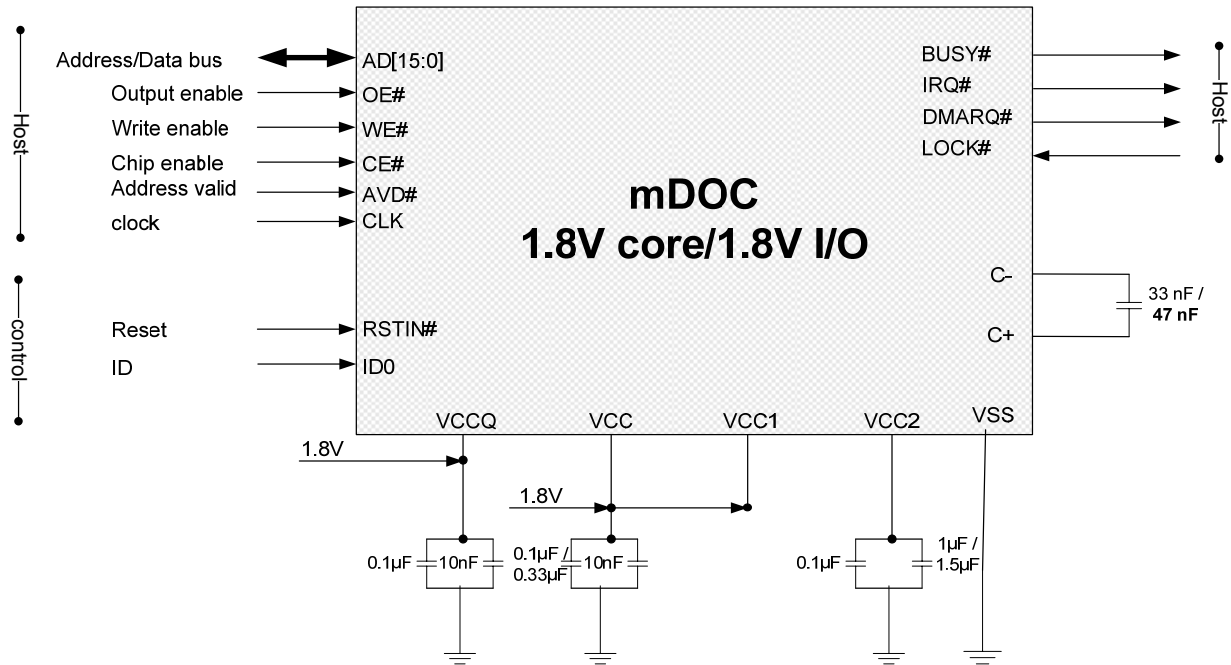 Host
Address/Data bus
Output enable
Write enable
Chip enable
Address valid
clock
control
Reset
ID
AD[15:0]
OE#
WE#
CE#
AVD#
CLK
RSTIN#
ID0
mDOC
1.8V core/1.8V I/O
BUSY#
IRQ#
DMARQ#
LOCK#
Host
C-
C+
33 nF /
47 nF
VCCQ
VCC
VCC1
VCC2
VSS
1.8V
1.8V
0.1µF
10nF
0.1µF /
0.33µF
10nF
0.1µF
1µF /
1.5µF